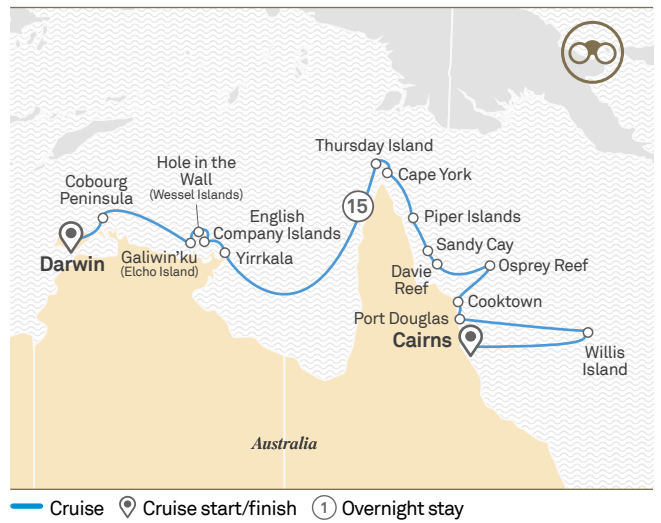 Thursday Island
Hole in the
Wall
(Wessel Islands)
Cape York
Cobourg
Peninsula
15
English
Company Islands
Piper Islands
Darwin
Galiwin'ku
(Elcho Island)
Yirrkala
Sandy Cay
Davie
Reef
Osprey Reef
Cooktown
Port Douglas
Cairns
Willis
Island
Australia
Cruise Cruise start/finish 1 Overnight stay